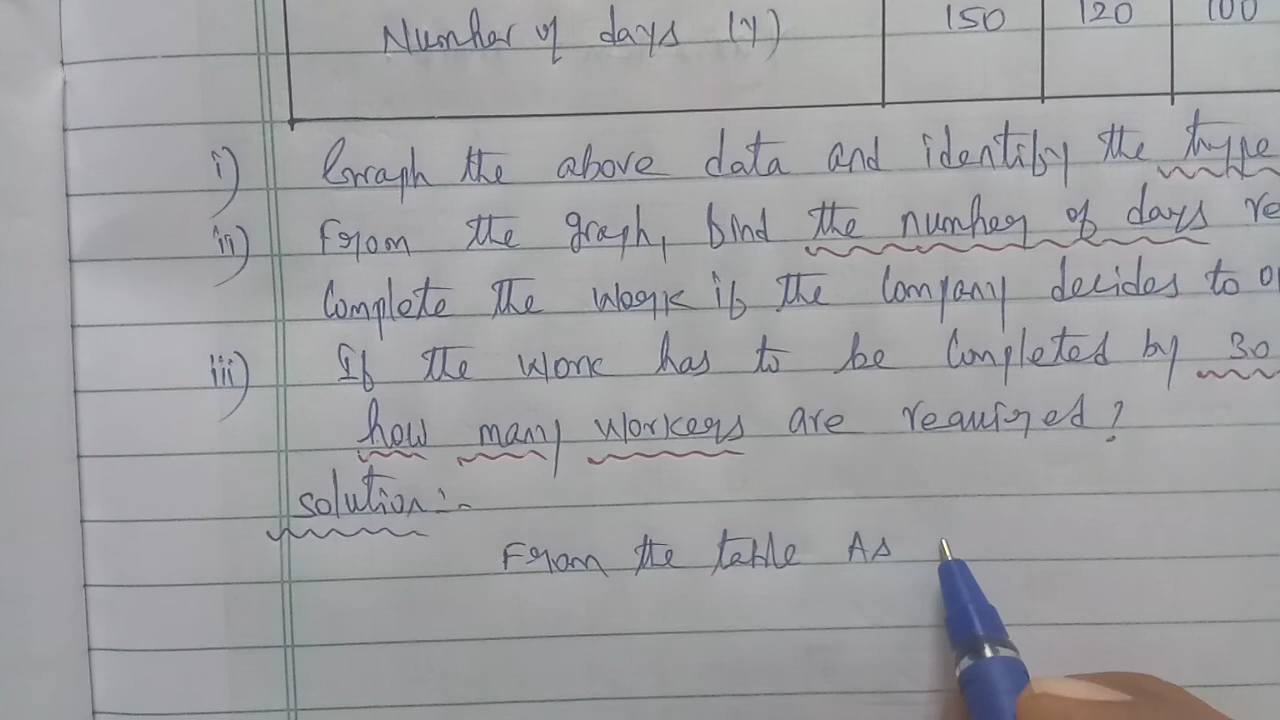 Number of days (y) 150 120 100
i) Graph the above data and identify the type
ii) From the graph, find the number of days re
complete the work if the company decides to
iii) If the work has to be completed by 30
how many workers are required?
Solution:-
From the table As